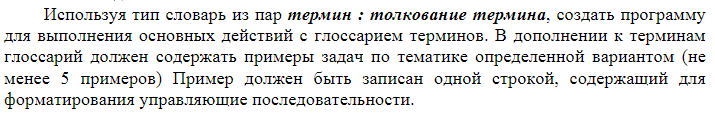 Используя тип словарь из пар термин : толкование термина, создать программу
для выполнения основных действий с глоссарием терминов. В дополнении к терминам
глоссарий должен содержать примеры задач по тематике определенной вариантом (не
менее 5 примеров) Пример должен быть записан одной строкой, содержащий для
форматирования управляющие последовательности.